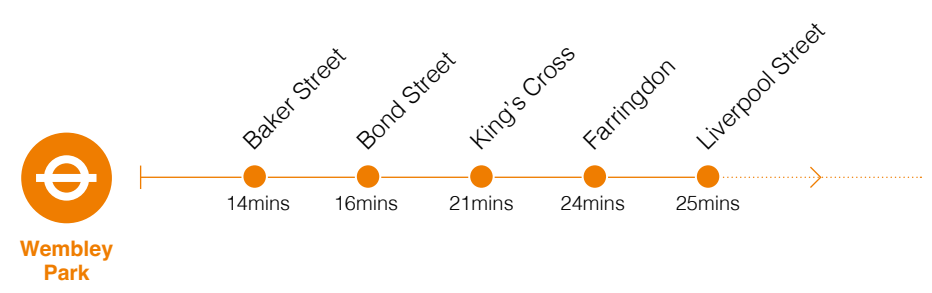 Baker Street
Bond Street
King's Cross
Farringdon
Liverpool Street
14mins
16mins
21mins
24mins
25mins
Wembley
Park